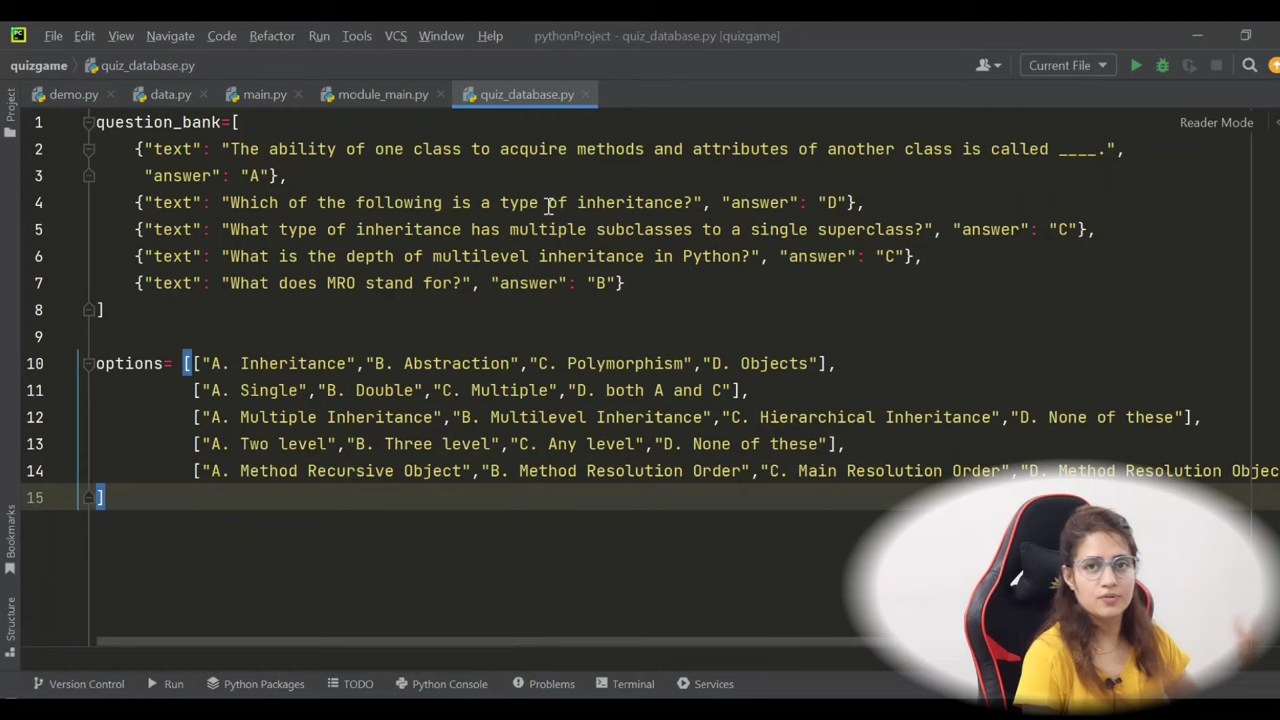 PC File Edit View Navigate Code Refactor Run Tools VCS Window Help pythonProject - quiz_database.py [quizgame]
quizgame quiz_database.py Current File
Project demo.py data.py main.py module_main.py quiz_database.py
1 question_bank=[ Reader Mode
2 {"text": "The ability of one class to acquire methods and attributes of another class is called ____.",
3 "answer": "A"},
4 {"text": "Which of the following is a type of inheritance?", "answer": "D"},
5 {"text": "What type of inheritance has multiple subclasses to a single superclass?", "answer": "C"},
6 {"text": "What is the depth of multilevel inheritance in Python?", "answer": "C"},
7 {"text": "What does MRO stand for?", "answer": "B"}
8 ]
9
10 options= [["A. Inheritance","B. Abstraction","C. Polymorphism","D. Objects"],
11 ["A. Single","B. Double","C. Multiple","D. both A and C"],
12 ["A. Multiple Inheritance","B. Multilevel Inheritance","C. Hierarchical Inheritance","D. None of these"],
13 ["A. Two level","B. Three level","C. Any level","D. None of these"],
14 ["A. Method Recursive Object","B. Method Resolution Order","C. Main Resolution Order","D. Method Resolution Objec
15 ]
Bookmarks
Structure
Version Control Run Python Packages TODO Python Console Problems Terminal Services